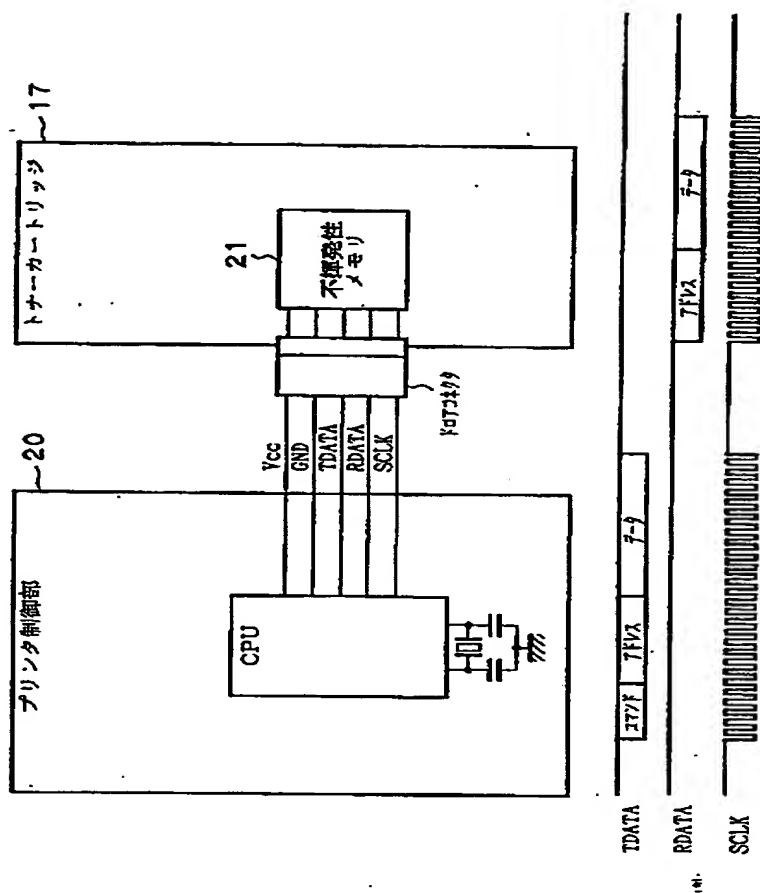 プリンタ制御部
20
CPU
Vcc
GND
TDATA
RDATA
SCLK
ドロアコネクタ
トナーカートリッジ
17
21
不揮発性
メモリ
TDATA
コマンド
アドレス
データ
RDATA
アドレス
データ
SCLK